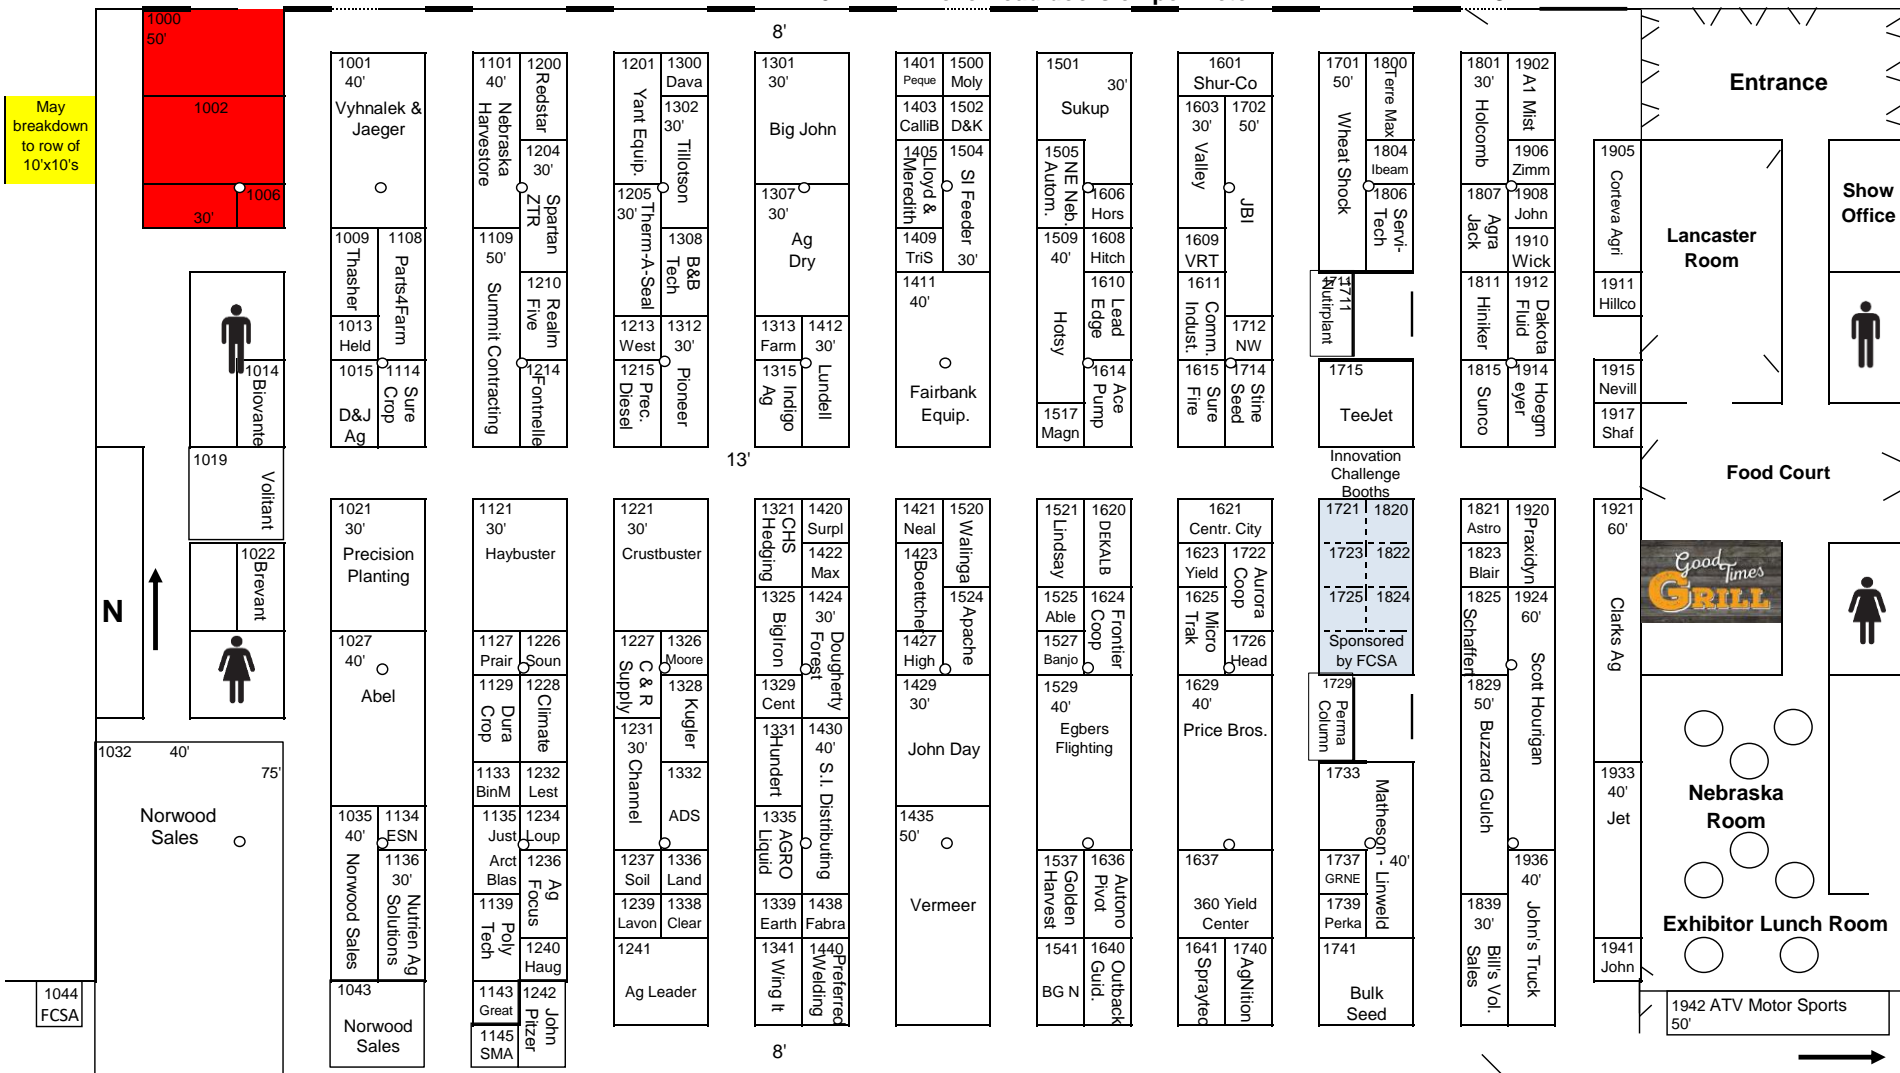 8'
1000
50'
1002
1006
30'
May
breakdown
to row of
10'x10's
1001
40'
Vyhnalek &
Jaeger
1009
Thasher
1108
Parts4Farm
1013
Held
1015
D&J
Ag
1114
Sure
Crop
1101
40'
Nebraska
Harvestore
1200
Redstar
1204
30'
Spartan
ZTR
1109
50'
Summit Contracting
1210
Realm
Five
1214
Fontnelle
1201
Yant Equip.
1300
Dava
1302
30'
Tillotson
1205
30'
Therm-A-Seal
1308
B&B
Tech
1213
West
1312
30'
Pioneer
1215
Prec.
Diesel
1301
30'
Big John
1307
30'
Ag
Dry
1313
Farm
1412
30'
Lundell
1315
Indigo
Ag
1401
Peque
1500
Moly
1403
CalliB
1502
D&K
1405
Lloyd &
Meredith
1504
SI Feeder
30'
1409
TriS
1411
40'
Fairbank
Equip.
1501
30'
Sukup
1505
NE Neb.
Autom.
1606
Hors
1509
40'
Hotsy
1608
Hitch
1610
Lead
Edge
1614
Ace
Pump
1517
Magn
1601
Shur-Co
1603
30'
Valley
1702
50'
JBI
1609
VRT
1611
Comm.
Indust.
1712
NW
1615
Sure
Fire
1714
Stine
Seed
1701
50'
Wheat Shock
1800
Terre Max
1804
Ibeam
1806
Servi-
Tech
1711
Nutirplant
1715
TeeJet
Innovation
Challenge
Booths
1801
30'
Holcomb
1902
A1 Mist
1906
Zimm
1807
Agra
Jack
1908
John
1910
Wick
1811
Hiniker
1912
Dakota
Fluid
1815
Sunco
1914
Hoegm
eyer
1905
Corteva Agri
1911
Hillco
1915
Nevill
1917
Shaf
Entrance
Lancaster
Room
Show
Office
Food Court
1014
Biovante
1019
Volitant
1022
Brevant
N
13'
1021
30'
Precision
Planting
1027
40'
Abel
1032
40'
75'
Norwood
Sales
1035
40'
Norwood Sales
1134
ESN
1136
30'
Nutrien Ag
Solutions
1043
Norwood
Sales
1044
FCSA
1121
30'
Haybuster
1127
Prair
1226
Soun
1129
Dura
Crop
1228
Climate
1133
BinM
1232
Lest
1135
Just
1234
Loup
Arct
Blas
1236
Ag
Focus
1139
Poly
Tech
1240
Haug
1143
Great
1242
John
Pitzer
1145
SMA
1221
30'
Crustbuster
1227
C & R
Supply
1326
Moore
1328
Kugler
1231
30'
Channel
1332
ADS
1237
Soil
1336
Land
1239
Lavon
1338
Clear
1241
Ag Leader
1321
CHS
Hedging
1420
Surpl
1422
Max
1325
BigIron
1424
30'
Dougherty
Forest
1329
Cent
1331
Hundert
1430
40'
S.I. Distributing
1335
AGRO
Liquid
1339
Earth
1438
Fabra
1341
Wing It
1440
Preferred
Welding
8'
1421
Neal
1520
Walinga
1423
Boettcher
1524
Apache
1427
High
1429
30'
John Day
1435
50'
Vermeer
1521
Lindsay
1620
DEKALB
1525
Able
1624
Frontier
Coop
1527
Banjo
1529
40'
Egbers
Flighting
1537
Golden
Harvest
1636
Autono
Pivot
1541
BG N
1640
Outback
Guid.
1621
Centr. City
1623
Yield
1722
Aurora
Coop
1625
Micro
Trak
1726
Head
1629
40'
Price Bros.
1637
360 Yield
Center
1641
Spraytec
1740
AgNition
1721
1820
1723
1822
1725
1824
Sponsored
by FCSA
1729
Perma
Column
1733
Matheson - Linweld
40'
1737
GRNE
1739
Perka
1741
Bulk
Seed
1821
Astro
1920
Praxidyn
1823
Blair
1825
Schaffert
1924
60'
Scott Hourigan
1829
50'
Buzzard Gulch
1936
40'
John's Truck
1839
30'
Bill's Vol.
Sales
1921
60'
Clarks Ag
1933
40'
Jet
1941
John
Good
Times
GRILL
Nebraska
Room
Exhibitor Lunch Room
1942 ATV Motor Sports
50'